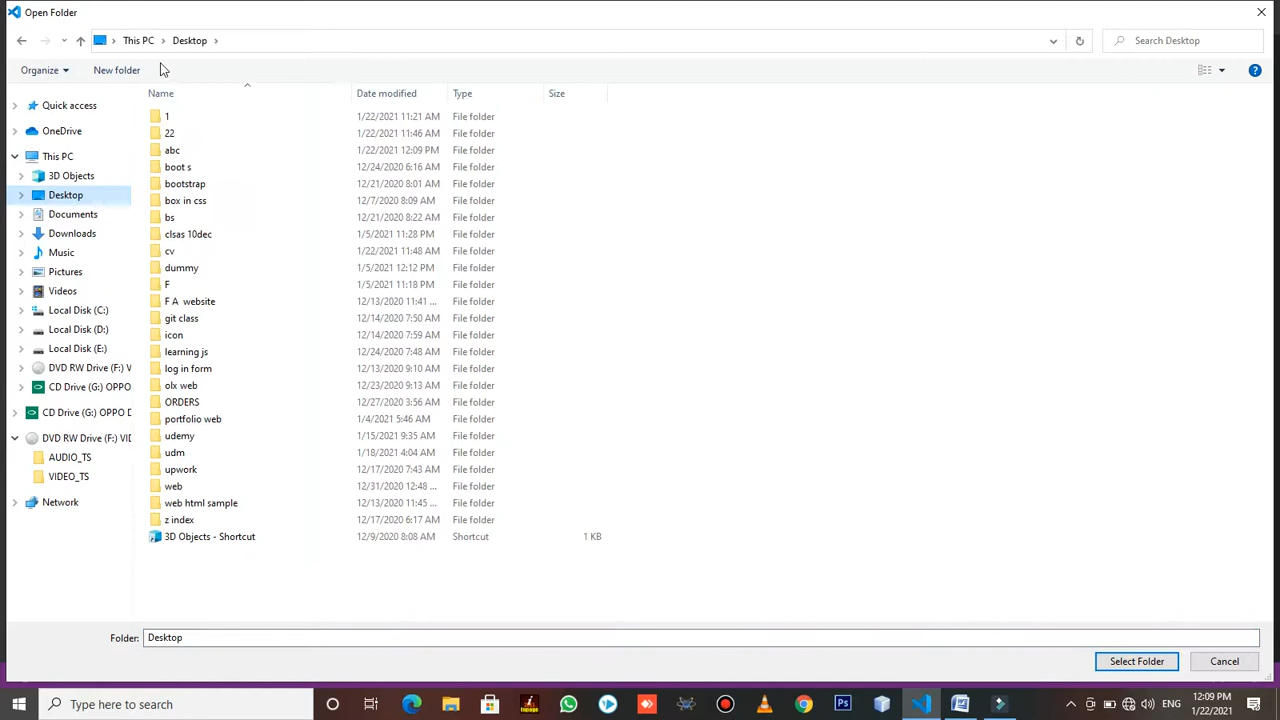 Open Folder
This PC > Desktop >
Search Desktop
Organize
New folder
Name Date modified Type Size
Quick access
OneDrive
This PC
3D Objects
Desktop
Documents
Downloads
Music
Pictures
Videos
Local Disk (C:)
Local Disk (D:)
Local Disk (E:)
DVD RW Drive (F:) V
CD Drive (G:) OPPO
CD Drive (G:) OPPO D
DVD RW Drive (F:) VID
AUDIO_TS
VIDEO_TS
Network
1 1/22/2021 11:21 AM File folder
22 1/22/2021 11:46 AM File folder
abc 1/22/2021 12:09 PM File folder
boot s 12/24/2020 6:16 AM File folder
bootstrap 12/21/2020 8:01 AM File folder
box in css 12/7/2020 8:09 AM File folder
bs 12/21/2020 8:22 AM File folder
clsas 10dec 1/5/2021 11:28 PM File folder
cv 1/22/2021 11:48 AM File folder
dummy 1/5/2021 12:12 PM File folder
F 1/5/2021 11:18 PM File folder
F A website 12/13/2020 11:41 ... File folder
git class 12/14/2020 7:50 AM File folder
icon 12/14/2020 7:59 AM File folder
learning js 12/24/2020 7:48 AM File folder
log in form 12/13/2020 9:10 AM File folder
olx web 12/23/2020 9:13 AM File folder
ORDERS 12/27/2020 3:56 AM File folder
portfolio web 1/4/2021 5:46 AM File folder
udemy 1/15/2021 9:35 AM File folder
udm 1/18/2021 4:04 AM File folder
upwork 12/17/2020 7:43 AM File folder
web 12/31/2020 12:48 ... File folder
web html sample 12/13/2020 11:45 ... File folder
z index 12/17/2020 6:17 AM File folder
3D Objects - Shortcut 12/9/2020 8:08 AM Shortcut 1 KB
Folder: Desktop
Select Folder
Cancel
Type here to search
ENG
12:09 PM
1/22/2021